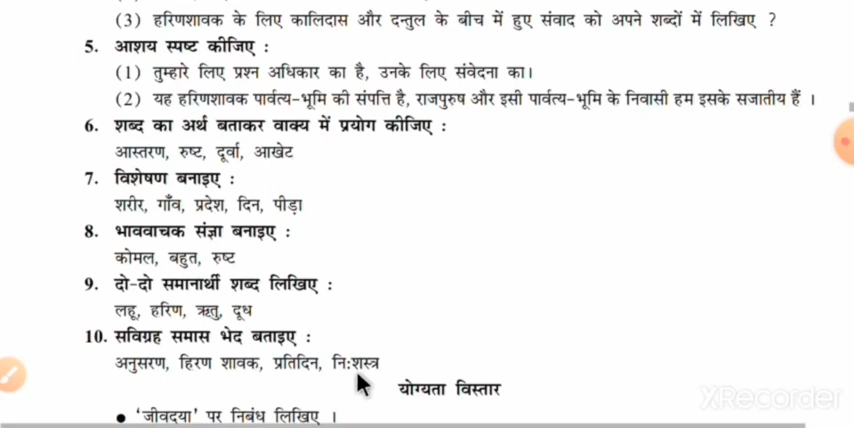 (3) हरिणशावक के लिए कालिदास और दन्तुल के बीच में हुए संवाद को अपने शब्दों में लिखिए ?
5. आशय स्पष्ट कीजिए :
(1) तुम्हारे लिए प्रश्न अधिकार का है, उनके लिए संवेदना का।
(2) यह हरिणशावक पार्वत्य-भूमि की संपत्ति है, राजपुरुष और इसी पार्वत्य-भूमि के निवासी हम इसके सजातीय हैं ।
6. शब्द का अर्थ बताकर वाक्य में प्रयोग कीजिए :
आस्तरण, रुष्ट, दूर्वा, आखेट
7. विशेषण बनाइए :
शरीर, गाँव, प्रदेश, दिन, पीड़ा
8. भाववाचक संज्ञा बनाइए :
कोमल, बहुत, रुष्ट
9. दो-दो समानार्थी शब्द लिखिए :
लहू, हरिण, ऋतु, दूध
10. सविग्रह समास भेद बताइए :
अनुसरण, हिरण शावक, प्रतिदिन, निःशस्त्र
योग्यता विस्तार
XRecorder
● 'जीवदया' पर निबंध लिखिए ।